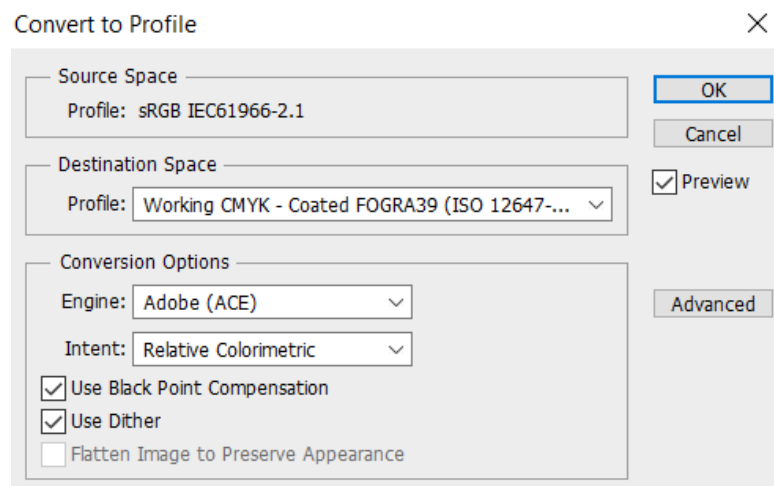 Convert to Profile
Source Space
Profile: sRGB IEC61966-2.1
OK
Cancel
Destination Space
Profile: Working CMYK - Coated FOGRA39 (ISO 12647-...
Preview
Conversion Options
Engine: Adobe (ACE)
Advanced
Intent: Relative Colorimetric
Use Black Point Compensation
Use Dither
Flatten Image to Preserve Appearance